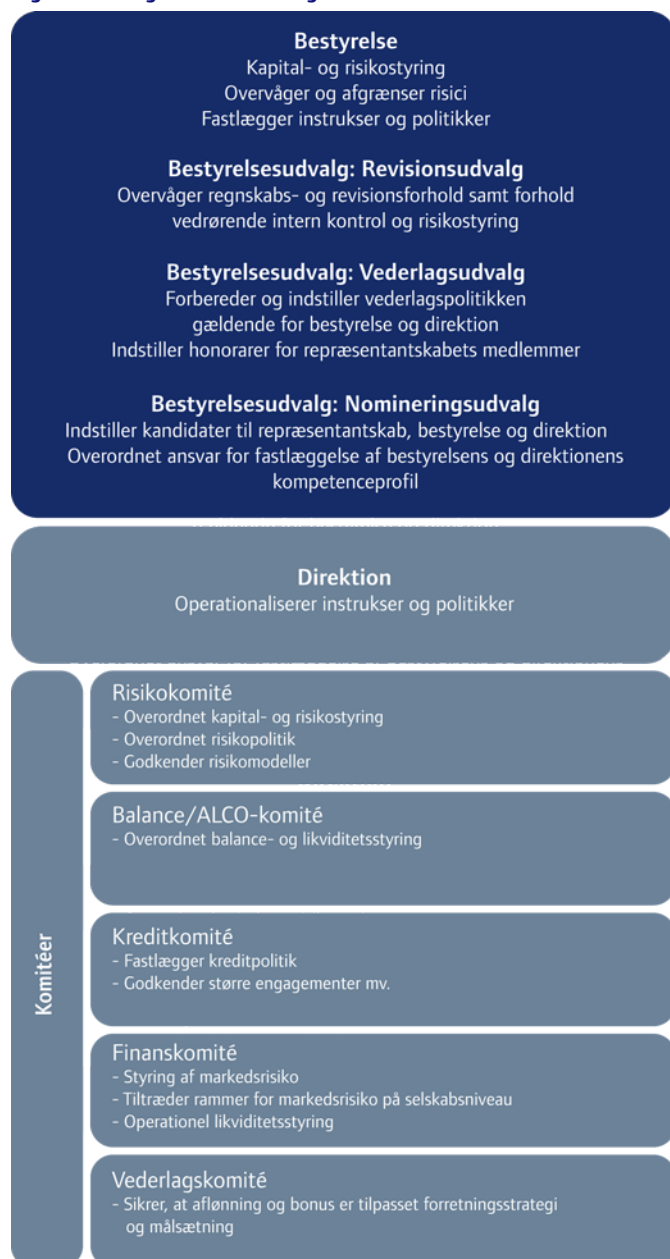 Bestyrelse
Kapital- og risikostyring
Overvåger og afgrænser risici
Fastlægger instrukser og politikker
Bestyrelsesudvalg: Revisionsudvalg
Overvåger regnskabs- og revisionsforhold samt forhold
vedrørende intern kontrol og risikostyring
Bestyrelsesudvalg: Vederlagsudvalg
Forbereder og indstiller vederlagspolitikken
gældende for bestyrelse og direktion
Indstiller honorarer for repræsentantskabets medlemmer
Bestyrelsesudvalg: Nomineringsudvalg
Indstiller kandidater til repræsentantskab, bestyrelse og direktion
Overordnet ansvar for fastlæggelse af bestyrelsens og direktionens
kompetenceprofil
Direktion
Operationaliserer instrukser og politikker
Komitéer
Risikokomité
- Overordnet kapital- og risikostyring
- Overordnet risikopolitik
- Godkender risikomodeller
Balance/ALCO-komité
- Overordnet balance- og likviditetsstyring
Kreditkomité
- Fastlægger kreditpolitik
- Godkender større engagementer mv.
Finanskomité
- Styring af markedsrisiko
- Tiltræder rammer for markedsrisiko på selskabsniveau
- Operationel likviditetsstyring
Vederlagskomité
- Sikrer, at aflønning og bonus er tilpasset forretningsstrategi
og målsætning